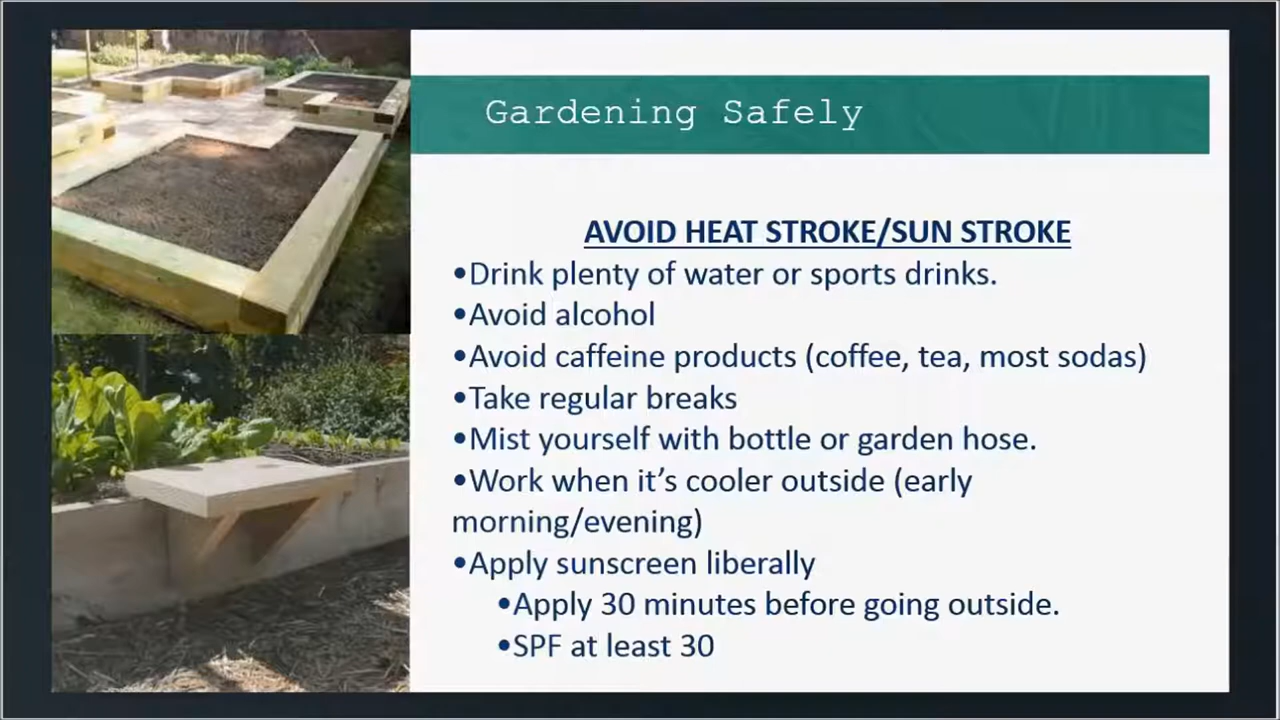 Gardening Safely
AVOID HEAT STROKE/SUN STROKE
•Drink plenty of water or sports drinks.
•Avoid alcohol
•Avoid caffeine products (coffee, tea, most sodas)
•Take regular breaks
•Mist yourself with bottle or garden hose.
•Work when it’s cooler outside (early
morning/evening)
•Apply sunscreen liberally
•Apply 30 minutes before going outside.
•SPF at least 30